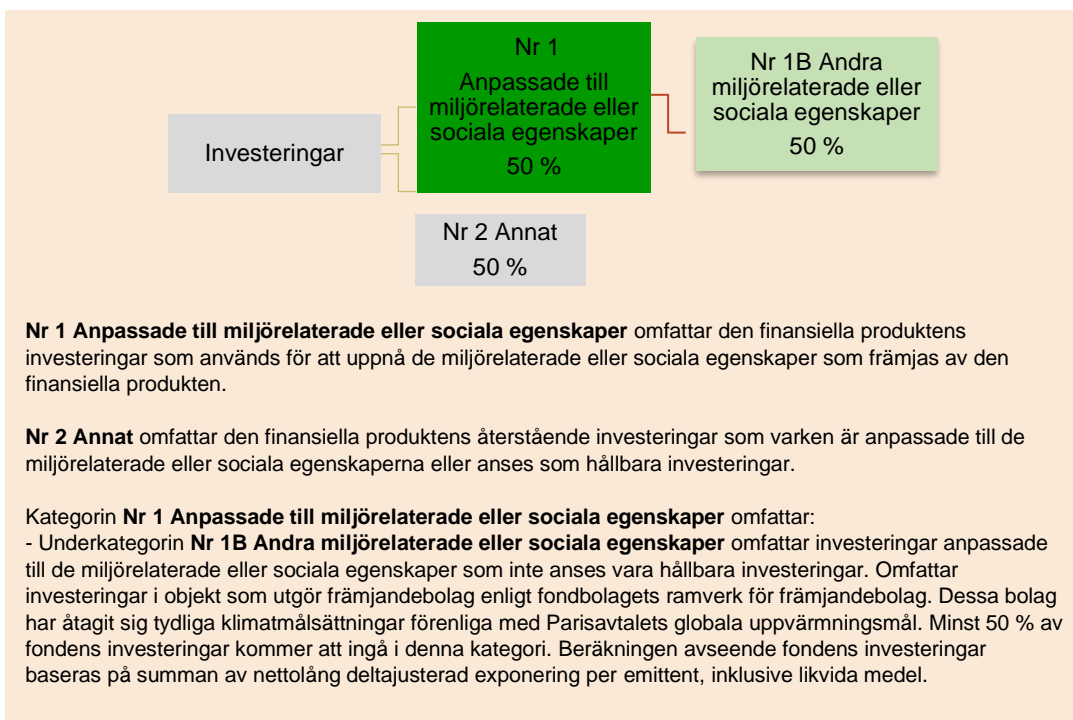 Nr 1
Anpassade till
miljörelaterade eller
sociala egenskaper
50 %
Nr 1B Andra
miljörelaterade eller
sociala egenskaper
50 %
Investeringar
Nr 2 Annat
50 %
Nr 1 Anpassade till miljörelaterade eller sociala egenskaper omfattar den finansiella produktens
investeringar som används för att uppnå de miljörelaterade eller sociala egenskaper som främjas av den
finansiella produkten.
Nr 2 Annat omfattar den finansiella produktens återstående investeringar som varken är anpassade till de
miljörelaterade eller sociala egenskaperna eller anses som hållbara investeringar.
Kategorin Nr 1 Anpassade till miljörelaterade eller sociala egenskaper omfattar:
- Underkategorin Nr 1B Andra miljörelaterade eller sociala egenskaper omfattar investeringar anpassade
till de miljörelaterade eller sociala egenskaper som inte anses vara hållbara investeringar. Omfattar
investeringar i objekt som utgör främjandebolag enligt fondbolagets ramverk för främjandebolag. Dessa bolag
har åtagit sig tydliga klimatmålsättningar förenliga med Parisavtalets globala uppvärmningsmål. Minst 50 % av
fondens investeringar kommer att ingå i denna kategori. Beräkningen avseende fondens investeringar
baseras på summan av nettolång deltajusterad exponering per emittent, inklusive likvida medel.